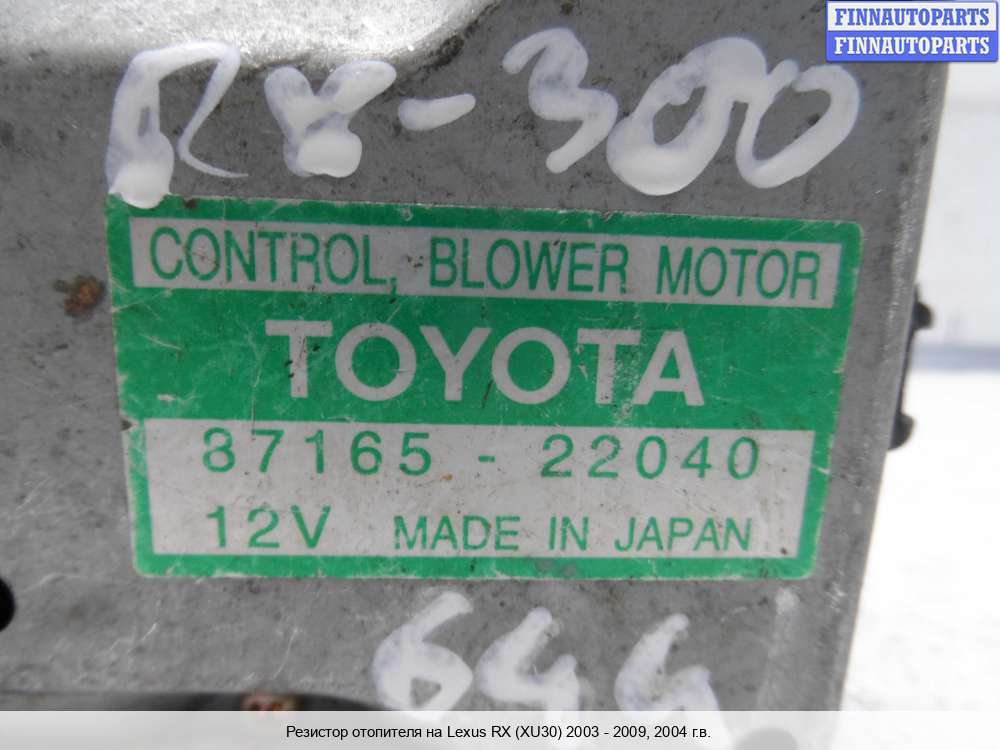 FINNAUTOPARTS
FINNAUTOPARTS
RX-300
CONTROL, BLOWER MOTOR
TOYOTA
87165 - 22040
12V MADE IN JAPAN
644
Резистор отопителя на Lexus RX (XU30) 2003 - 2009, 2004 г.в.